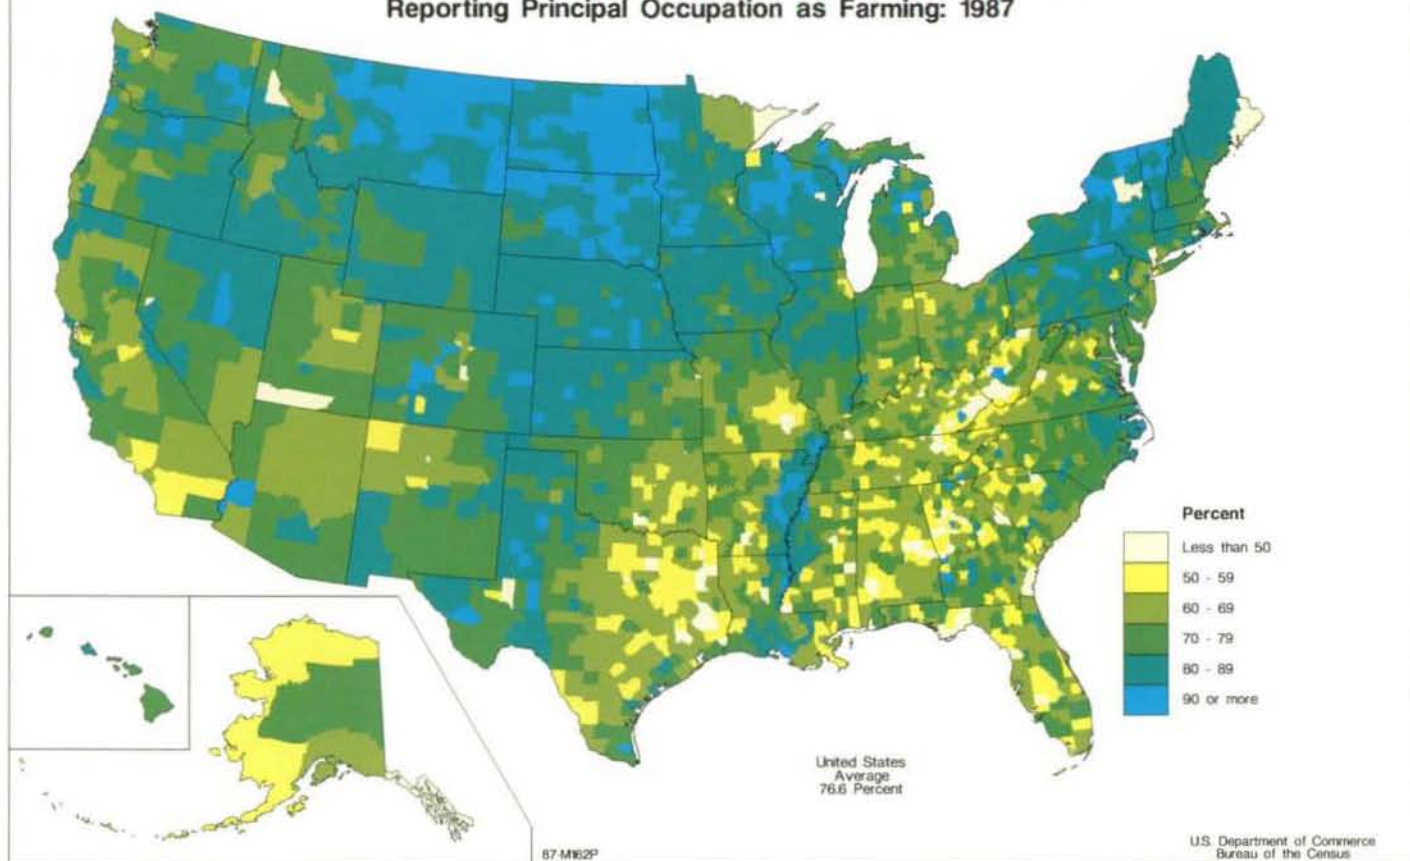 Reporting Principal Occupation as Farming: 1987
Percent
Less than 50
50 - 59
60 - 69
70 - 79
80 - 89
90 or more
United States
Average
76.6 Percent
87-M162P
U.S. Department of Commerce
Bureau of the Census